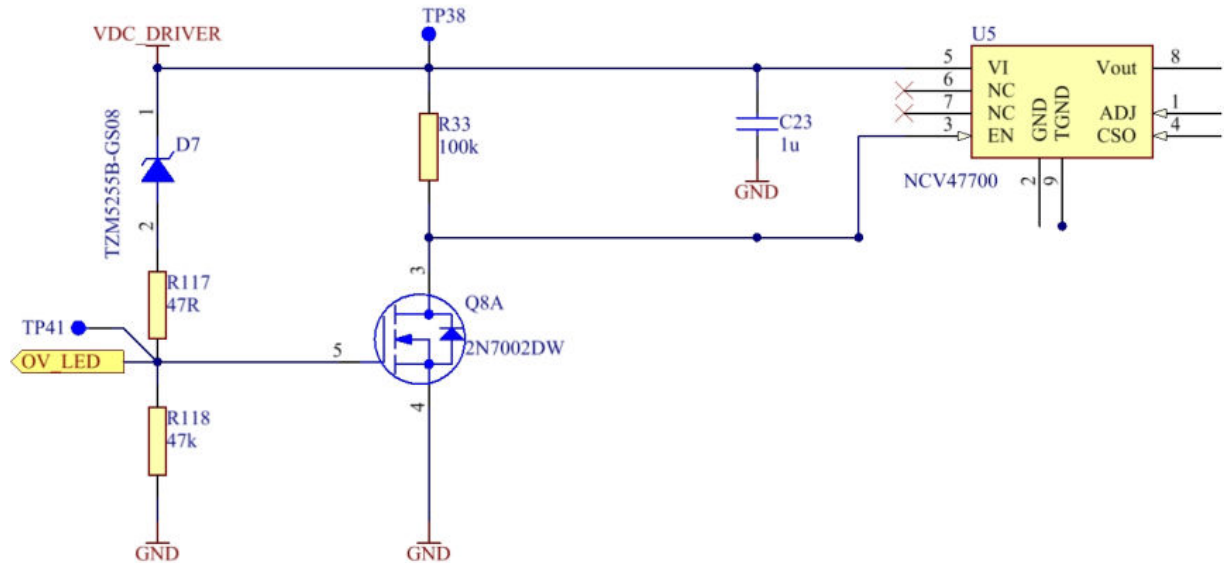 TP38
VDC_DRIVER
U5
5
VI
Vout
8
6
NC
7
NC
ADJ
1
3
EN
CSO
4
GND
TGND
2
9
NCV47700
1
D7
TZM5255B-GS08
2
R33
100k
C23
1u
GND
R117
47R
3
Q8A
2N7002DW
TP41
OV_LED
5
4
R118
47k
GND
GND